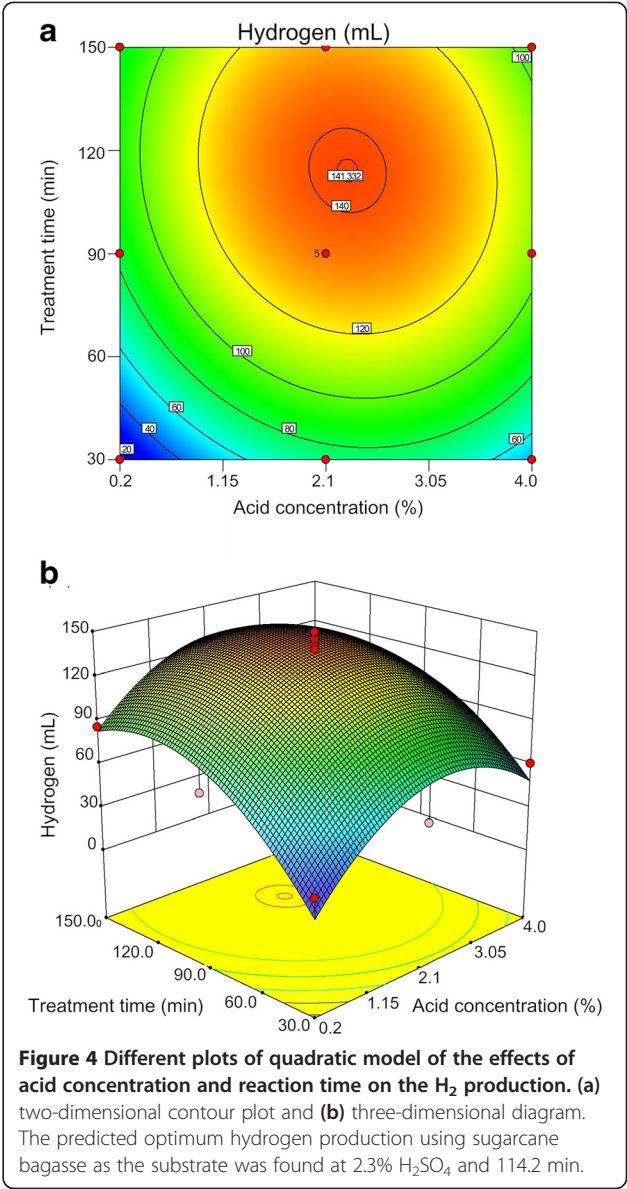 a
Hydrogen (mL)
150
120
90
60
30
Treatment time (min)
100
141.332
140
5
120
100
60
80
40
20
60
0.2 1.15 2.1 3.05 4.0
Acid concentration (%)
b
150
120
90
60
30
0
Hydrogen (mL)
150.00
120.0
90.0
60.0
30.0
Treatment time (min)
4.0
3.05
2.1
1.15
0.2
Acid concentration (%)
Figure 4 Different plots of quadratic model of the effects of
acid concentration and reaction time on the H₂ production. (a)
two-dimensional contour plot and (b) three-dimensional diagram.
The predicted optimum hydrogen production using sugarcane
bagasse as the substrate was found at 2.3% H₂SO₄ and 114.2 min.